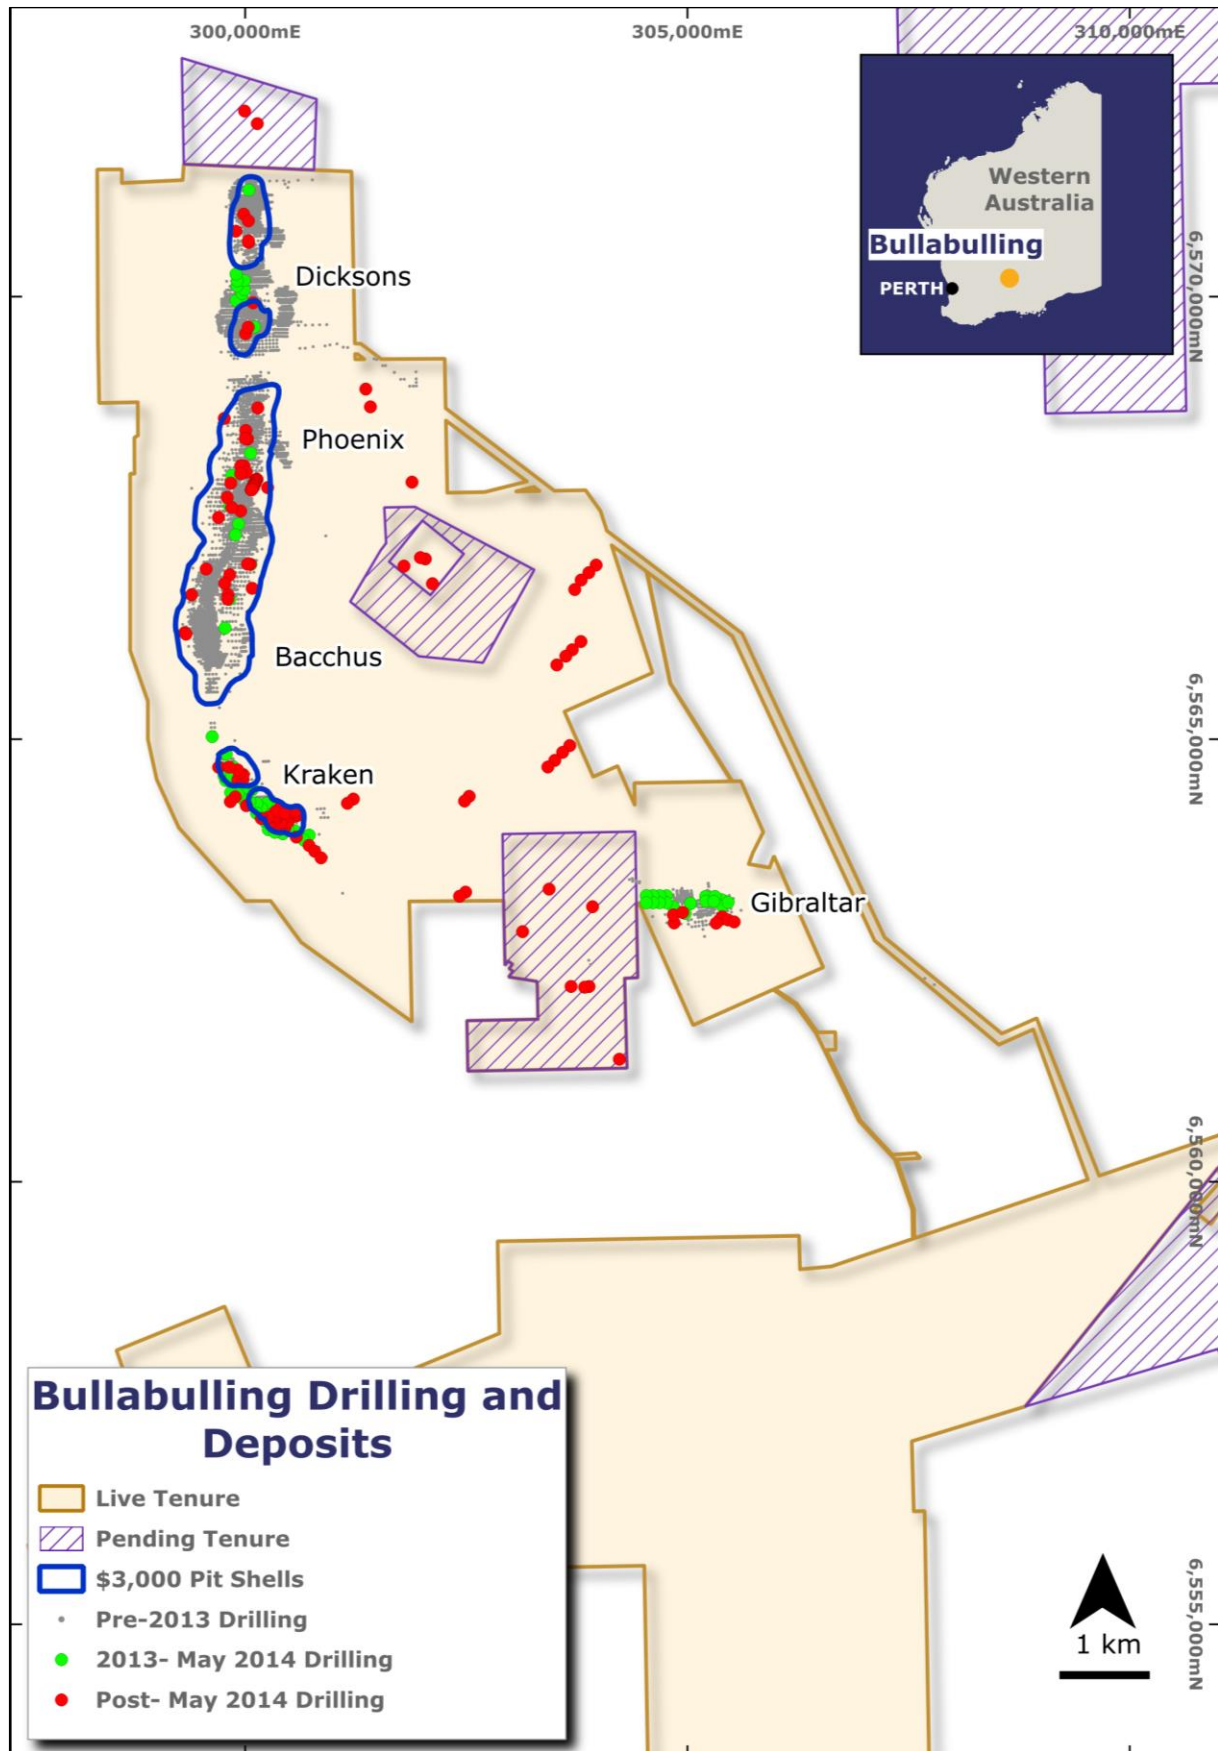 300,000mE
305,000mE
310,000mE
Western
Australia
Bullabulling
PERTH
6,570,000mN
Dicksons
Phoenix
Bacchus
6,565,000mN
Kraken
Gibraltar
6,560,000mN
Bullabulling Drilling and
Deposits
Live Tenure
Pending Tenure
$3,000 Pit Shells
Pre-2013 Drilling
2013- May 2014 Drilling
Post- May 2014 Drilling
6,555,000mN
1 km